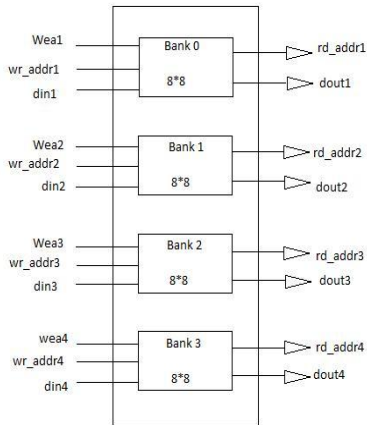 Wea1
wr_addr1
din1
Bank 0
8*8
rd_addr1
dout1
Wea2
wr_addr2
din2
Bank 1
8*8
rd_addr2
dout2
Wea3
wr_addr3
din3
Bank 2
8*8
rd_addr3
dout3
wea4
wr_addr4
din4
Bank 3
8*8
rd_addr4
dout4